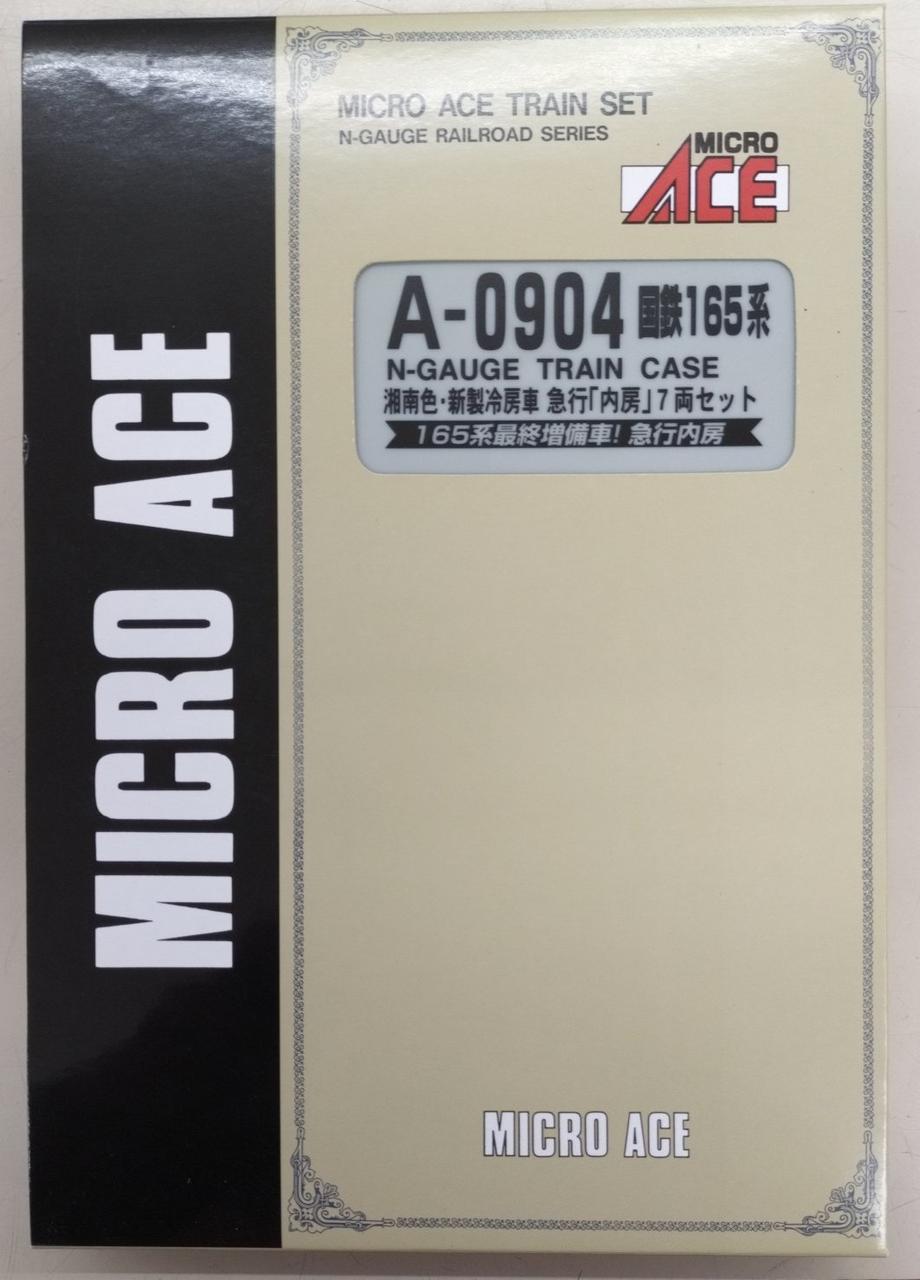 MICRO ACE
MICRO ACE TRAIN SET
N-GAUGE RAILROAD SERIES
MICRO
ACE
A-0904 国鉄165系
N-GAUGE TRAIN CASE
湘南色・新製冷房車 急行「内房」7両セット
165系最終増備車! 急行内房
MICRO ACE